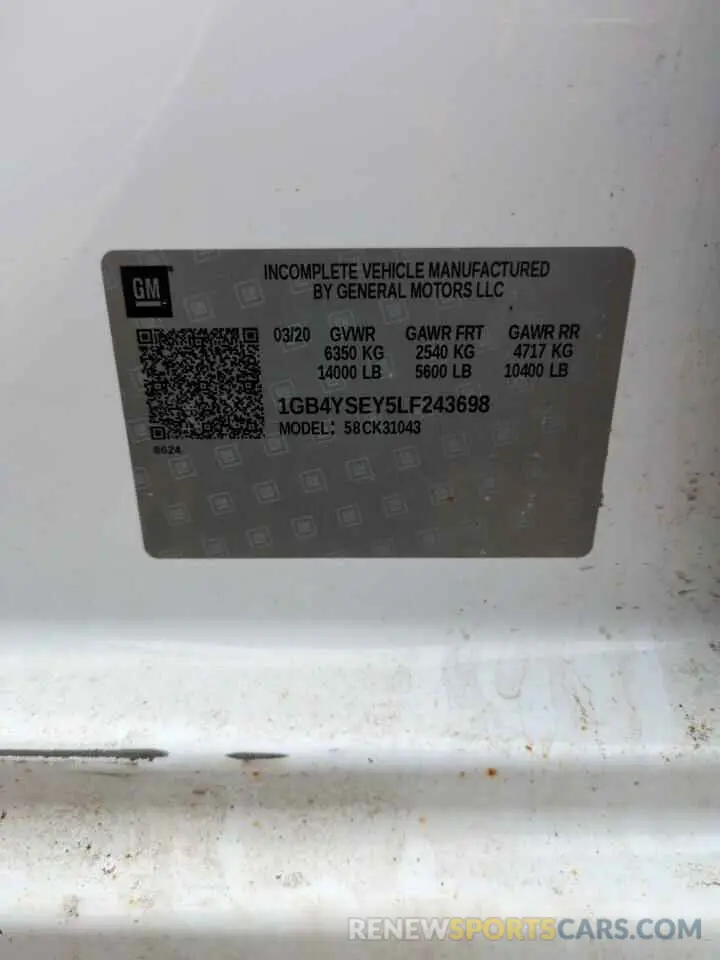 GM
INCOMPLETE VEHICLE MANUFACTURED
BY GENERAL MOTORS LLC
03/20 GVWR GAWR FRT GAWR RR
6350 KG 2540 KG 4717 KG
14000 LB 5600 LB 10400 LB
1GB4YSEY5LF243698
MODEL: 58CK31043
8624
RENEWSPORTSCARS.COM